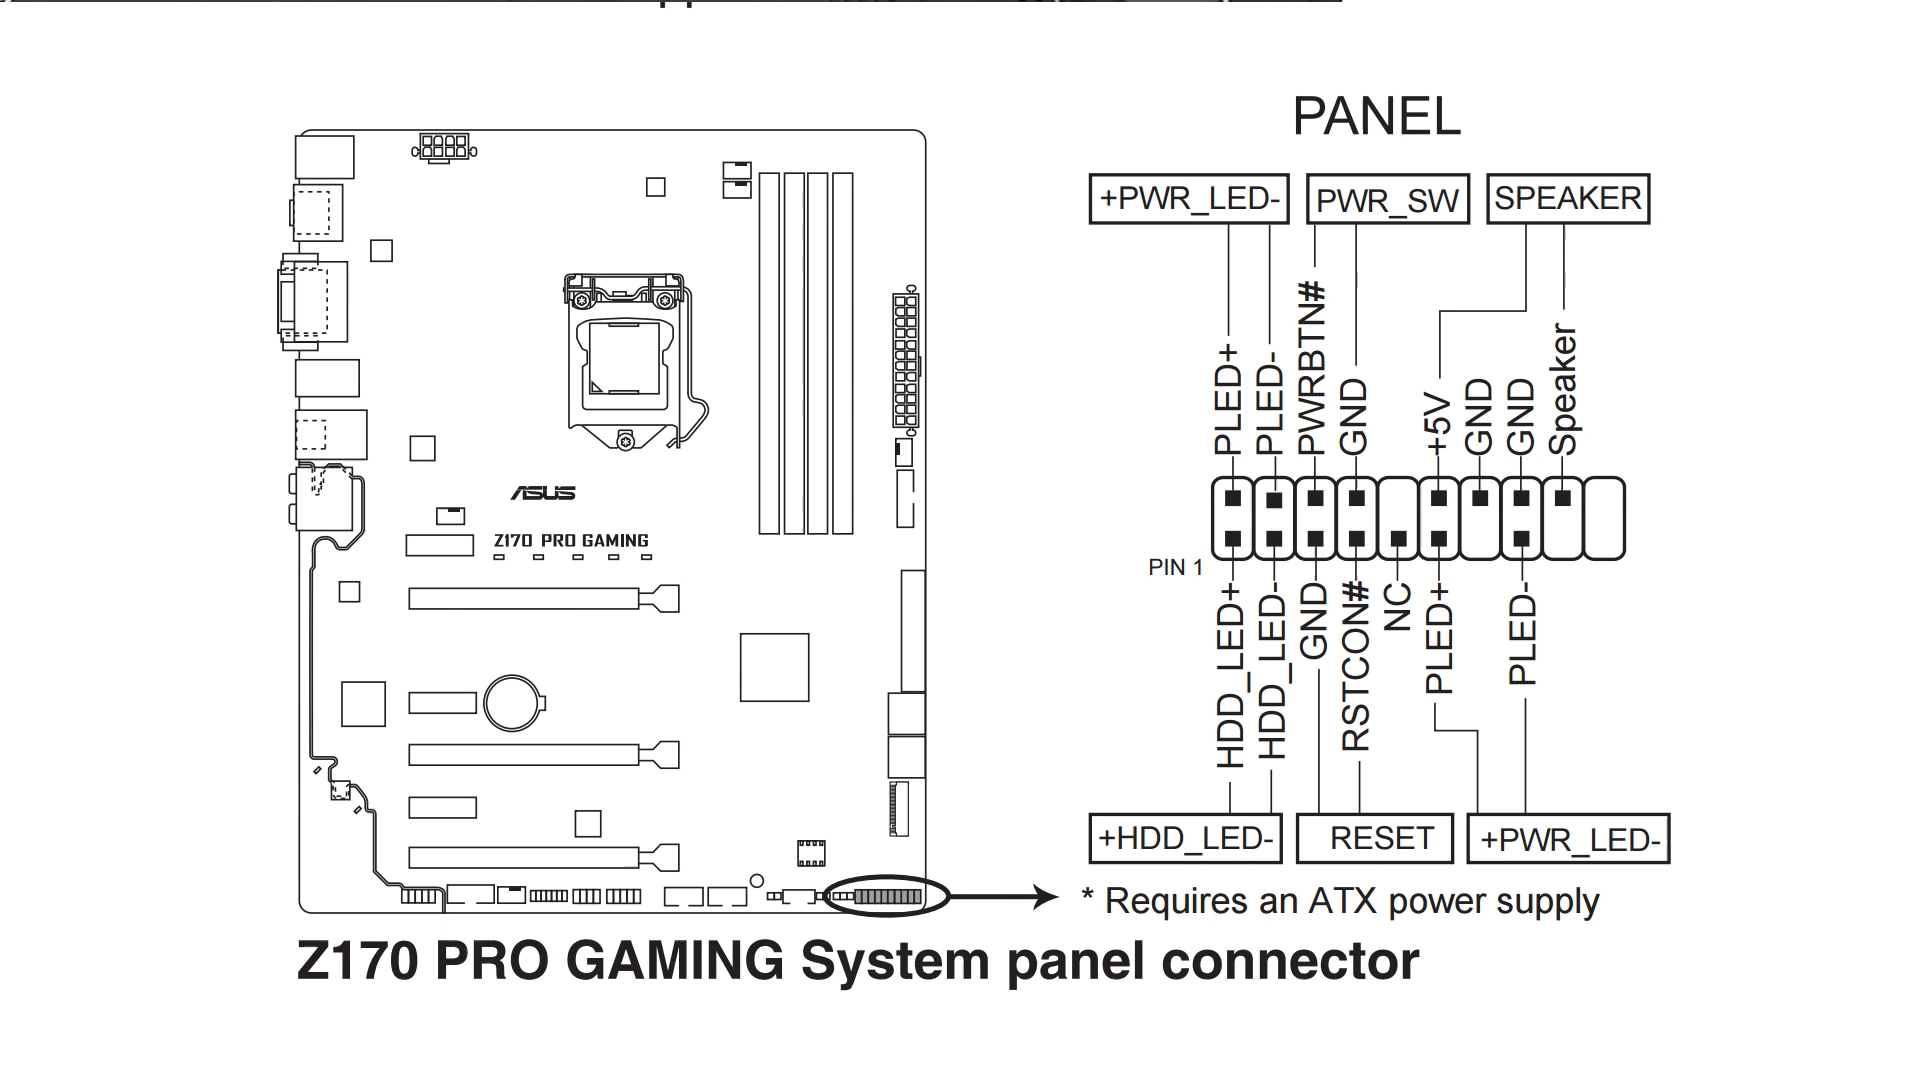 PANEL
+PWR_LED-
PWR_SW
SPEAKER
PLED+
PLED-
PWRBTN#
GND
+5V
GND
GND
Speaker
PIN 1
HDD_LED+
HDD_LED-
GND
RSTCON#
NC
PLED+
PLED-
+HDD_LED-
RESET
+PWR_LED-
* Requires an ATX power supply
ASUS
Z170 PRO GAMING
Z170 PRO GAMING System panel connector